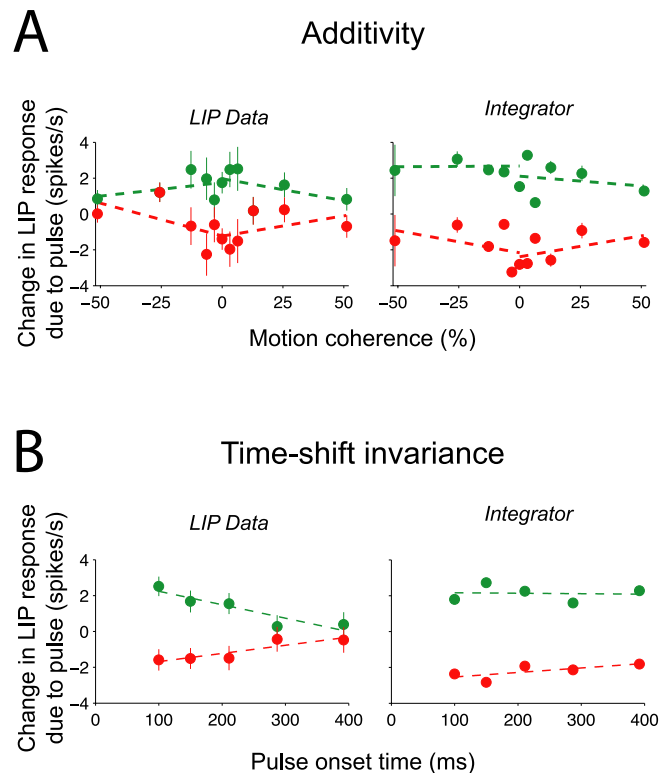 A
Additivity
LIP Data
Integrator
Change in LIP response
due to pulse (spikes/s)
4
2
0
−2
−4
−50
−25
0
25
50
−50
−25
0
25
50
Motion coherence (%)
B
Time-shift invariance
LIP Data
Integrator
Change in LIP response
due to pulse (spikes/s)
4
2
0
−2
−4
0
100
200
300
400
0
100
200
300
400
Pulse onset time (ms)